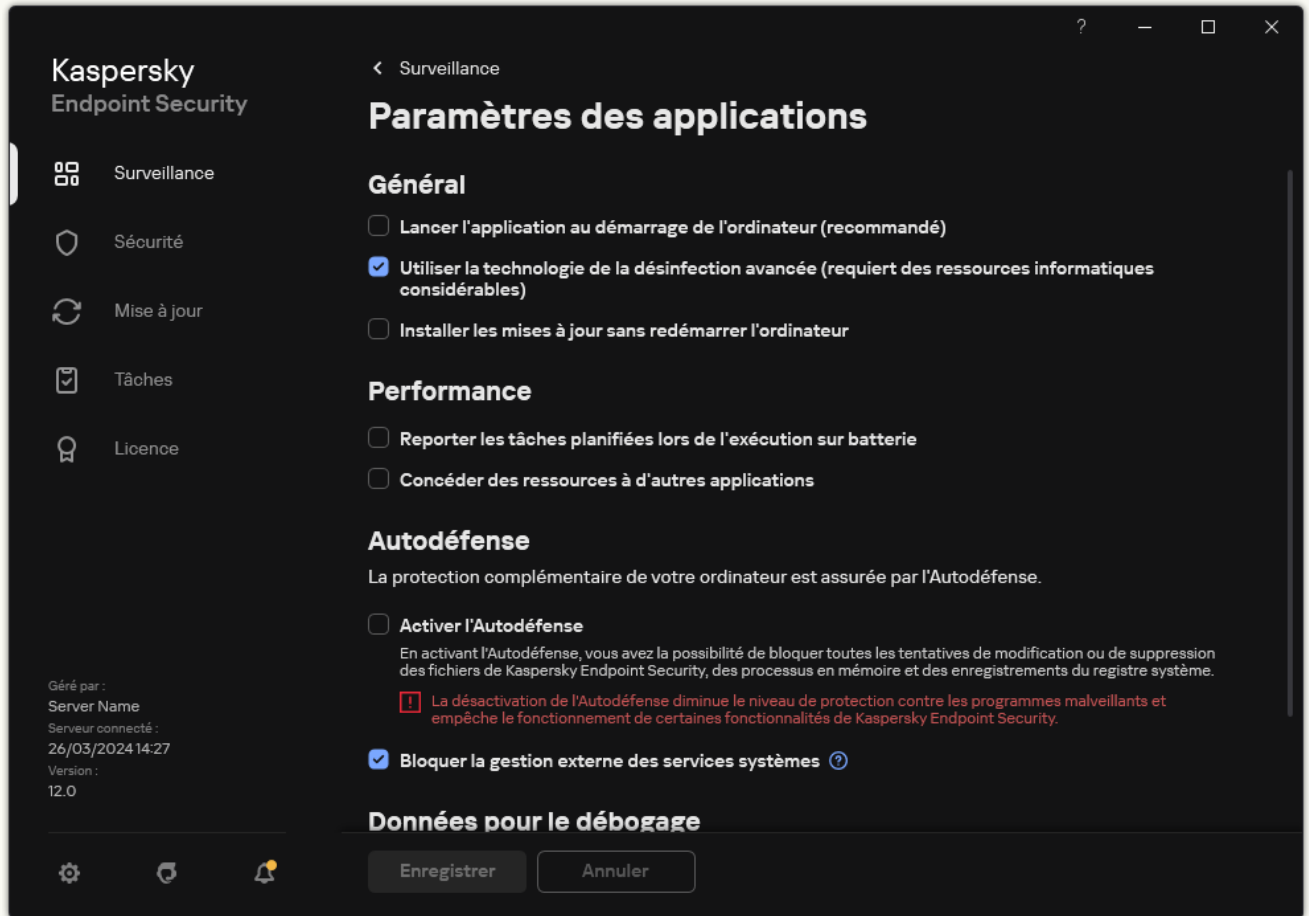 ?
Kaspersky
Endpoint Security
Surveillance
Sécurité
Mise à jour
Tâches
Licence
Géré par :
Server Name
Serveur connecté :
26/03/2024 14:27
Version :
12.0
Surveillance
Paramètres des applications
Général
Lancer l'application au démarrage de l'ordinateur (recommandé)
Utiliser la technologie de la désinfection avancée (requiert des ressources informatiques
considérables)
Installer les mises à jour sans redémarrer l'ordinateur
Performance
Reporter les tâches planifiées lors de l'exécution sur batterie
Concéder des ressources à d'autres applications
Autodéfense
La protection complémentaire de votre ordinateur est assurée par l'Autodéfense.
Activer l'Autodéfense
En activant l'Autodéfense, vous avez la possibilité de bloquer toutes les tentatives de modification ou de suppression
des fichiers de Kaspersky Endpoint Security, des processus en mémoire et des enregistrements du registre système.
! La désactivation de l'Autodéfense diminue le niveau de protection contre les programmes malveillants et
empêche le fonctionnement de certaines fonctionnalités de Kaspersky Endpoint Security.
Bloquer la gestion externe des services systèmes ?
Données pour le débogage
Enregistrer Annuler